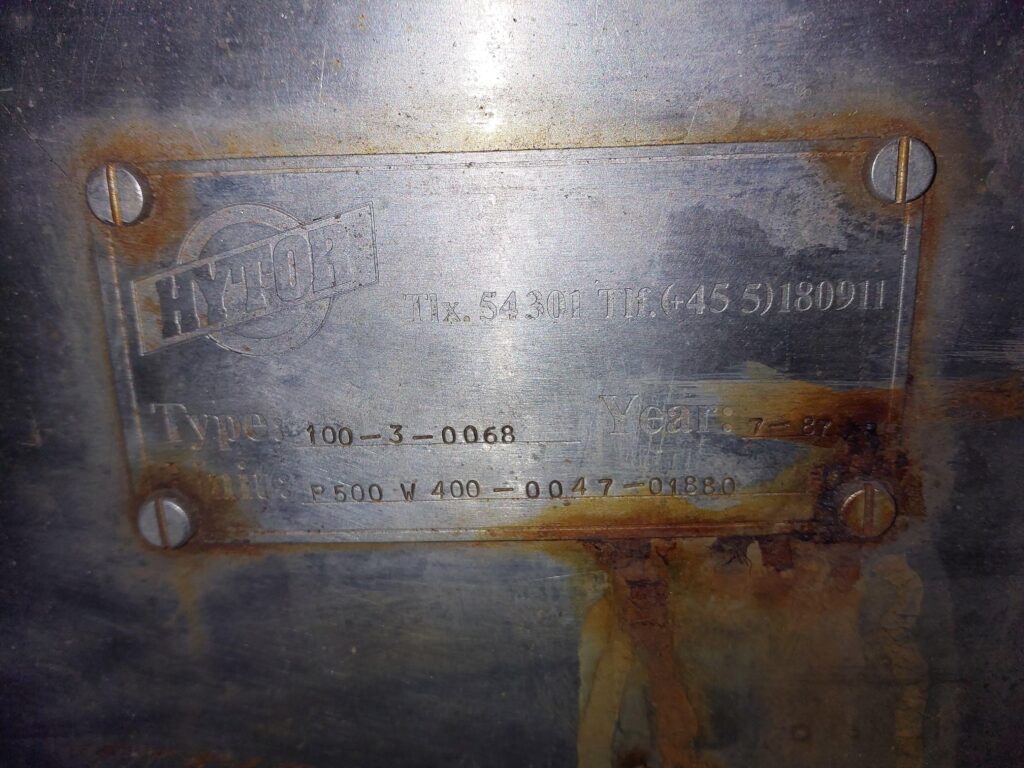 HYTOR
Tlx. 54301 Tlf.(+45 5)180911
Type: 100-3-0068 Year: 7-87
P500 W 400-0047-01880